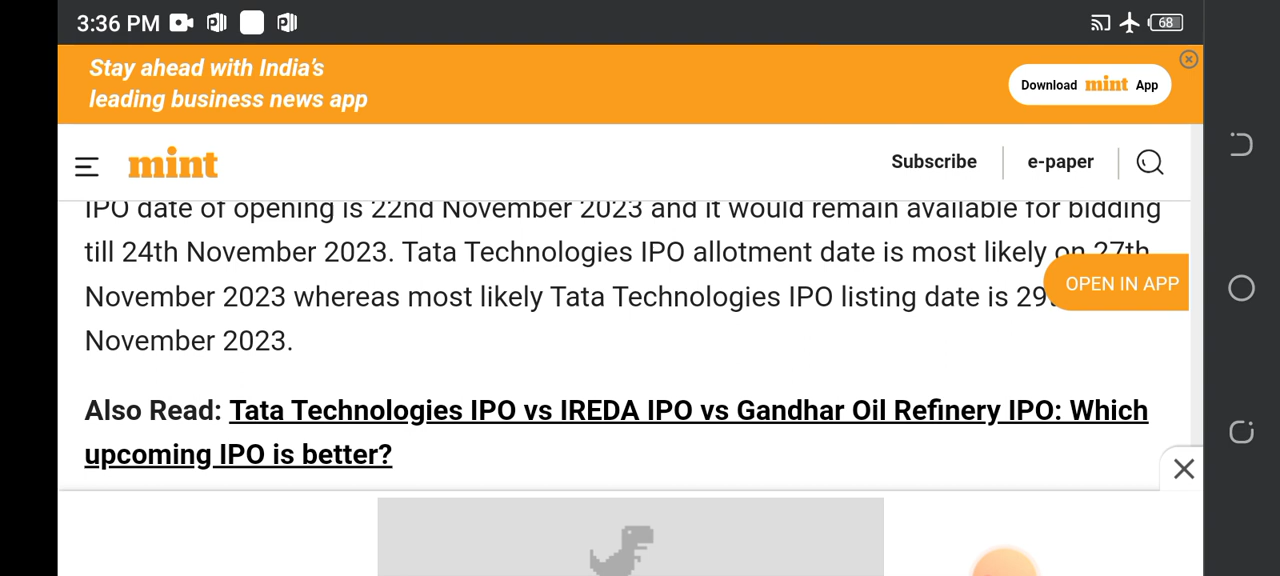 3:36 PM
68
Stay ahead with India's
leading business news app
Download mint App
mint
Subscribe
e-paper
IPO date of opening is 22nd November 2023 and it would remain available for bidding
till 24th November 2023. Tata Technologies IPO allotment date is most likely on 27th
November 2023 whereas most likely Tata Technologies IPO listing date is
OPEN IN APP
November 2023.
Also Read: Tata Technologies IPO vs IREDA IPO vs Gandhar Oil Refinery IPO: Which
upcoming IPO is better?